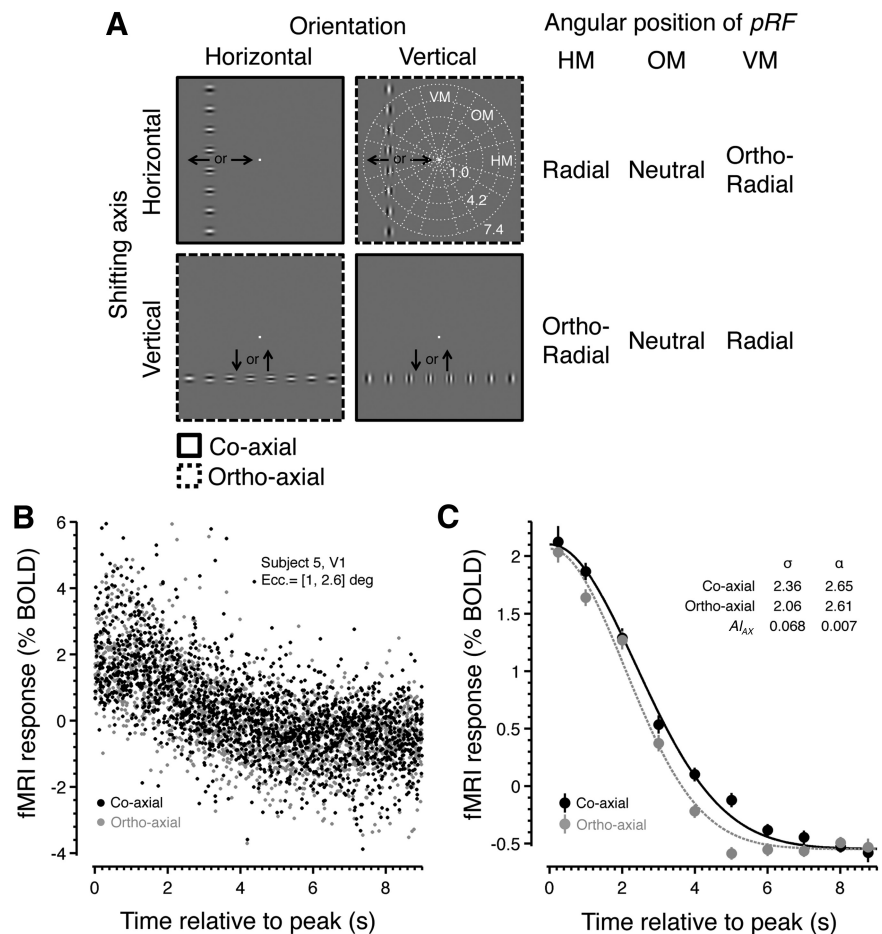 A
Orientation
Angular position of pRF
Horizontal
Vertical
HM
OM
VM
Shifting axis
Horizontal
or
VM
OM
or
HM
1.0
4.2
7.4
Radial
Neutral
Ortho-
Radial
Vertical
or
or
Ortho-
Radial
Neutral
Radial
Co-axial
Ortho-axial
B
fMRI response (% BOLD)
6
4
2
0
-2
-4
Subject 5, V1
Ecc.= [1, 2.6] deg
Co-axial
Ortho-axial
0
2
4
6
8
Time relative to peak (s)
C
fMRI response (% BOLD)
2
1.5
1
0.5
0
-0.5
σ α
Co-axial 2.36 2.65
Ortho-axial 2.06 2.61
AI_AX 0.068 0.007
Co-axial
Ortho-axial
0
2
4
6
8
Time relative to peak (s)